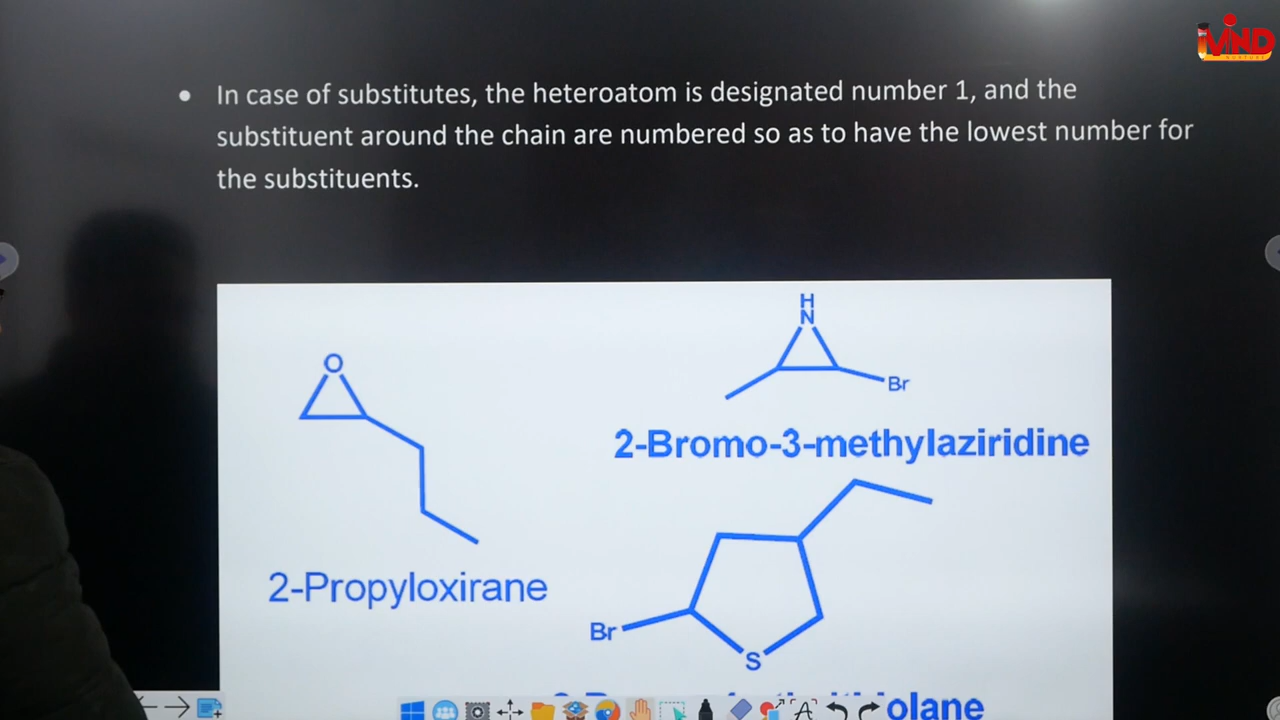 iMIND
• In case of substitutes, the heteroatom is designated number 1, and the
substituent around the chain are numbered so as to have the lowest number for
the substituents.
H
N
O
Br
2-Bromo-3-methylaziridine
2-Propyloxirane
Br
S
olane